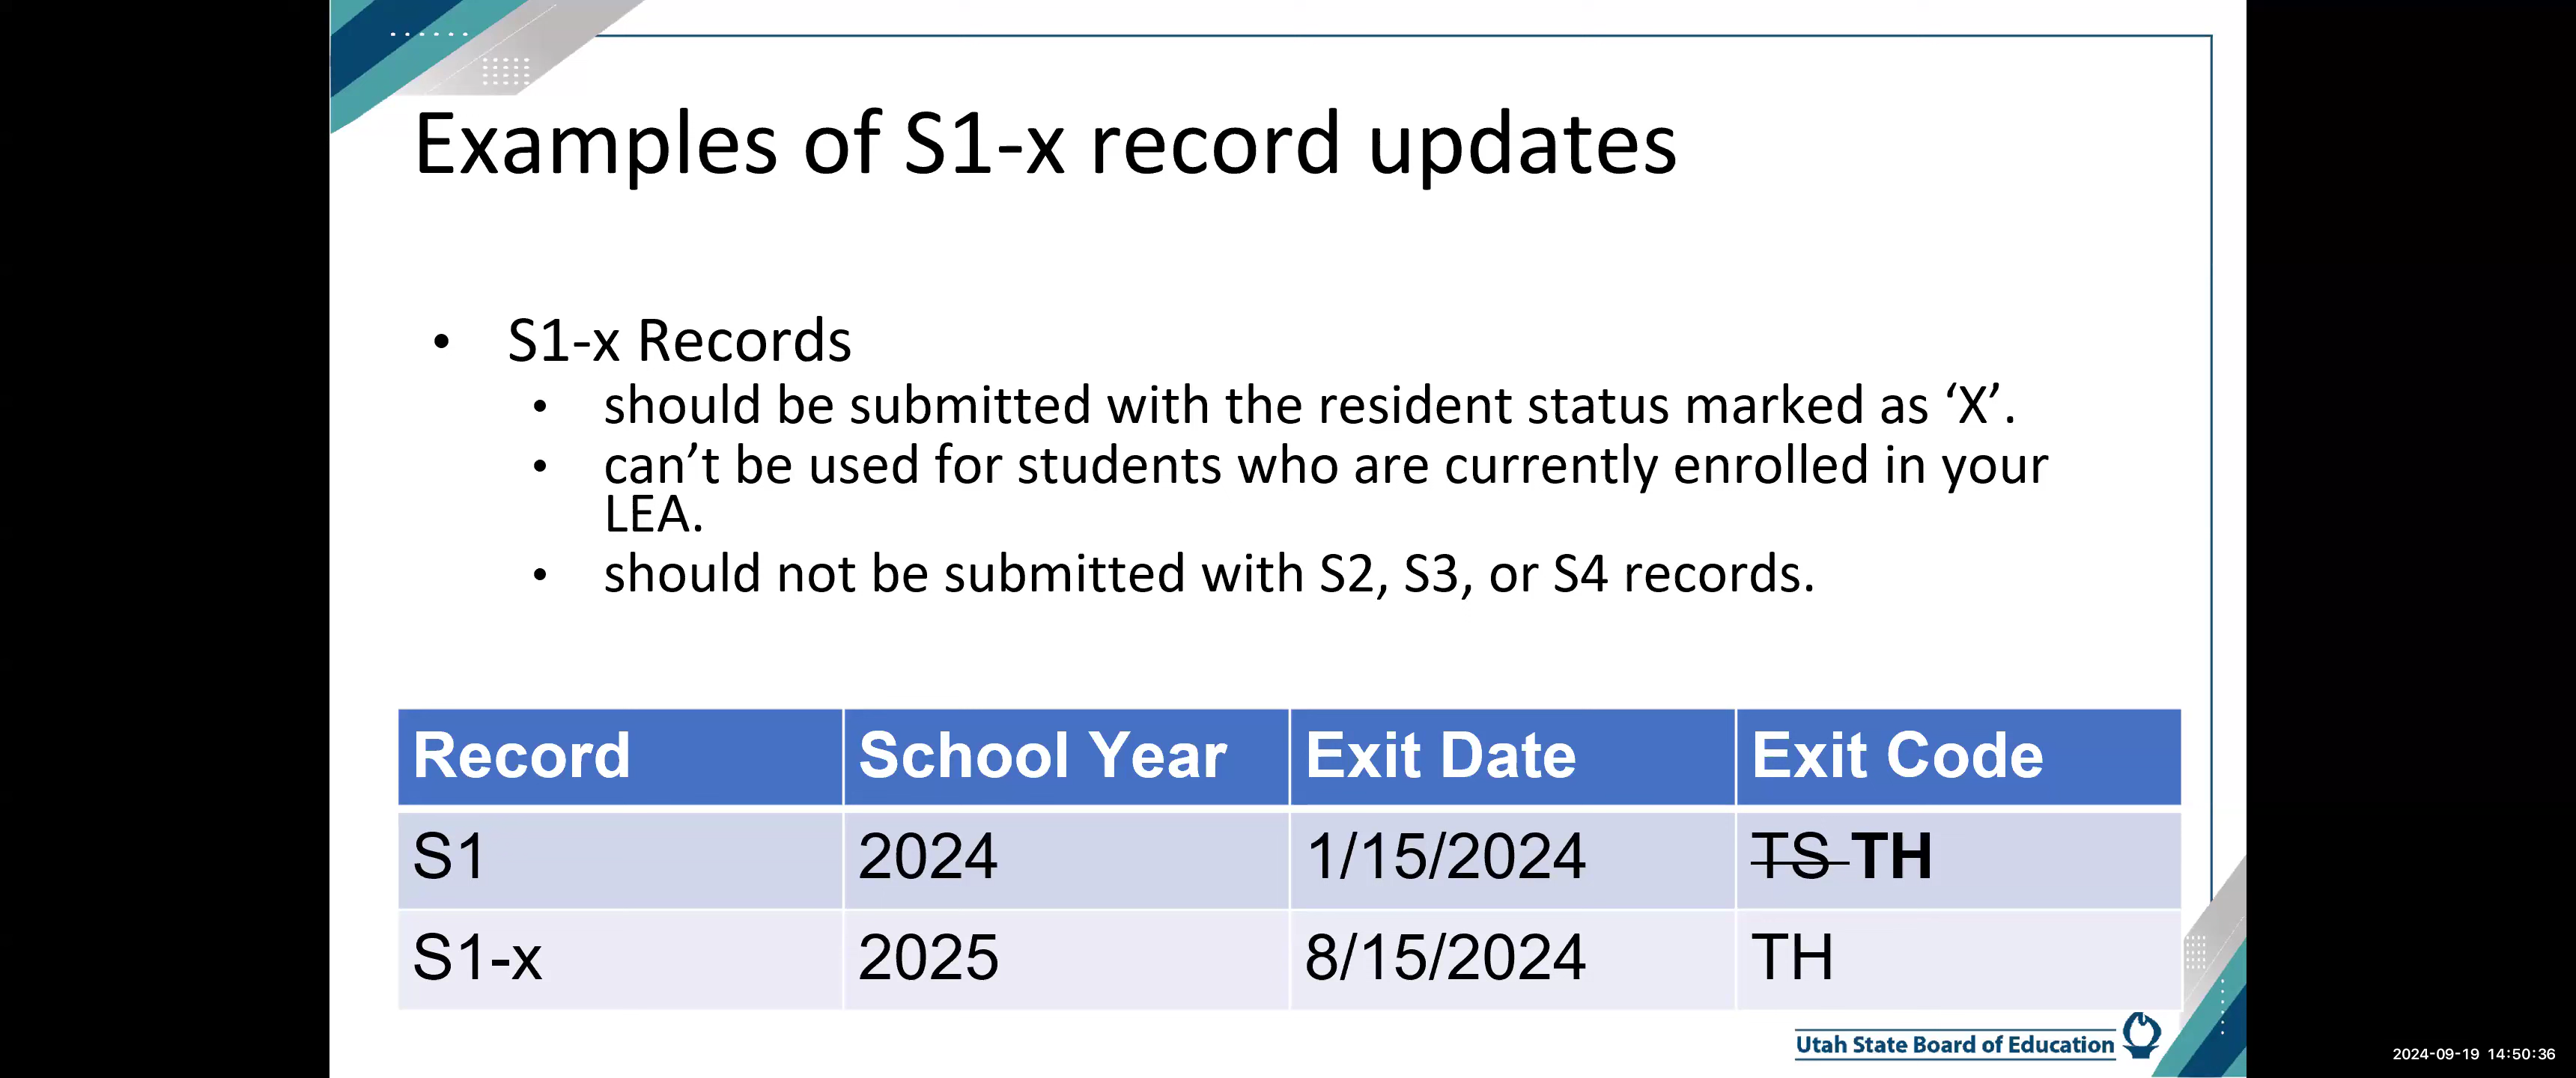 Examples of S1-x record updates
• S1-x Records
• should be submitted with the resident status marked as ‘X’.
• can’t be used for students who are currently enrolled in your
LEA.
• should not be submitted with S2, S3, or S4 records.
Record School Year Exit Date Exit Code
S1 2024 1/15/2024 TS TH
S1-x 2025 8/15/2024 TH
Utah State Board of Education
2024-09-19 14:50:36